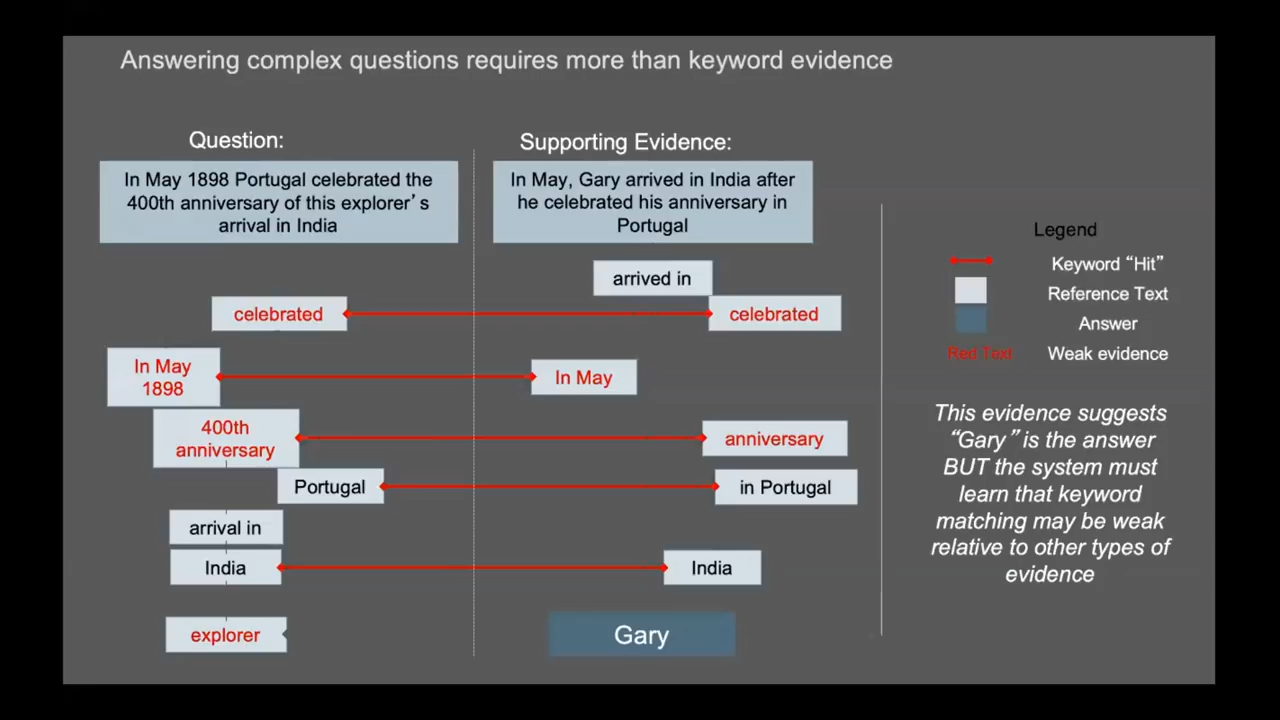 Answering complex questions requires more than keyword evidence
Question:
In May 1898 Portugal celebrated the
400th anniversary of this explorer’s
arrival in India
Supporting Evidence:
In May, Gary arrived in India after
he celebrated his anniversary in
Portugal
arrived in
celebrated
celebrated
In May
1898
In May
400th
anniversary
anniversary
Portugal
in Portugal
arrival in
India
India
explorer
Gary
Legend
Keyword “Hit”
Reference Text
Answer
Red Text
Weak evidence
This evidence suggests
“Gary” is the answer
BUT the system must
learn that keyword
matching may be weak
relative to other types of
evidence